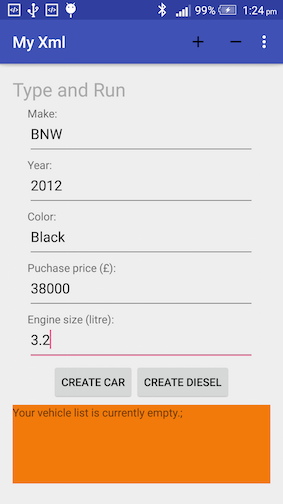 99% 1:24 pm
My Xml + −
Type and Run
Make:
BNW
Year:
2012
Color:
Black
Puchase price (£):
38000
Engine size (litre):
3.2
CREATE CAR CREATE DIESEL
Your vehicle list is currently empty.;